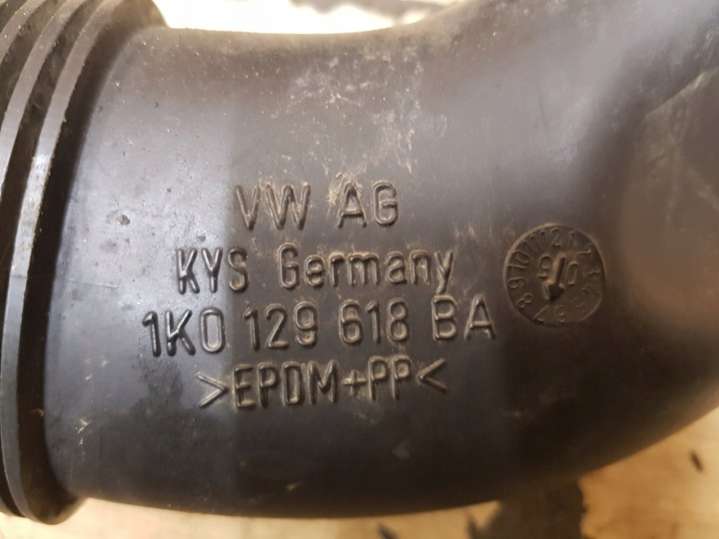 VW AG
KYS Germany
1K0 129 618 BA
>EPDM+PP<